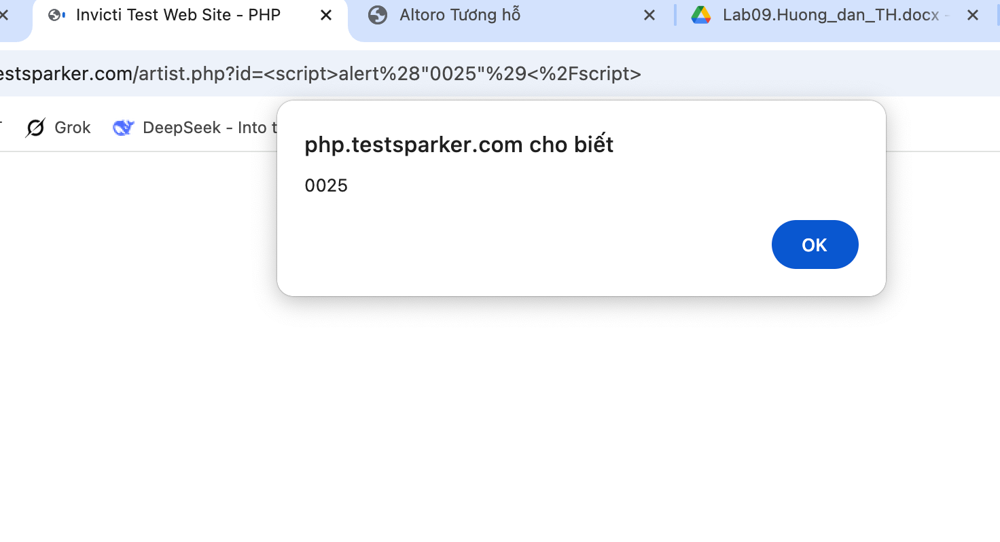 Invicti Test Web Site - PHP
Altoro Tương hỗ
Lab09.Huong_dan_TH.docx -
estsparker.com/artist.php?id=<script>alert%28"0025"%29<%2Fscript>
Grok
DeepSeek - Into t
php.testsparker.com cho biết
0025
OK